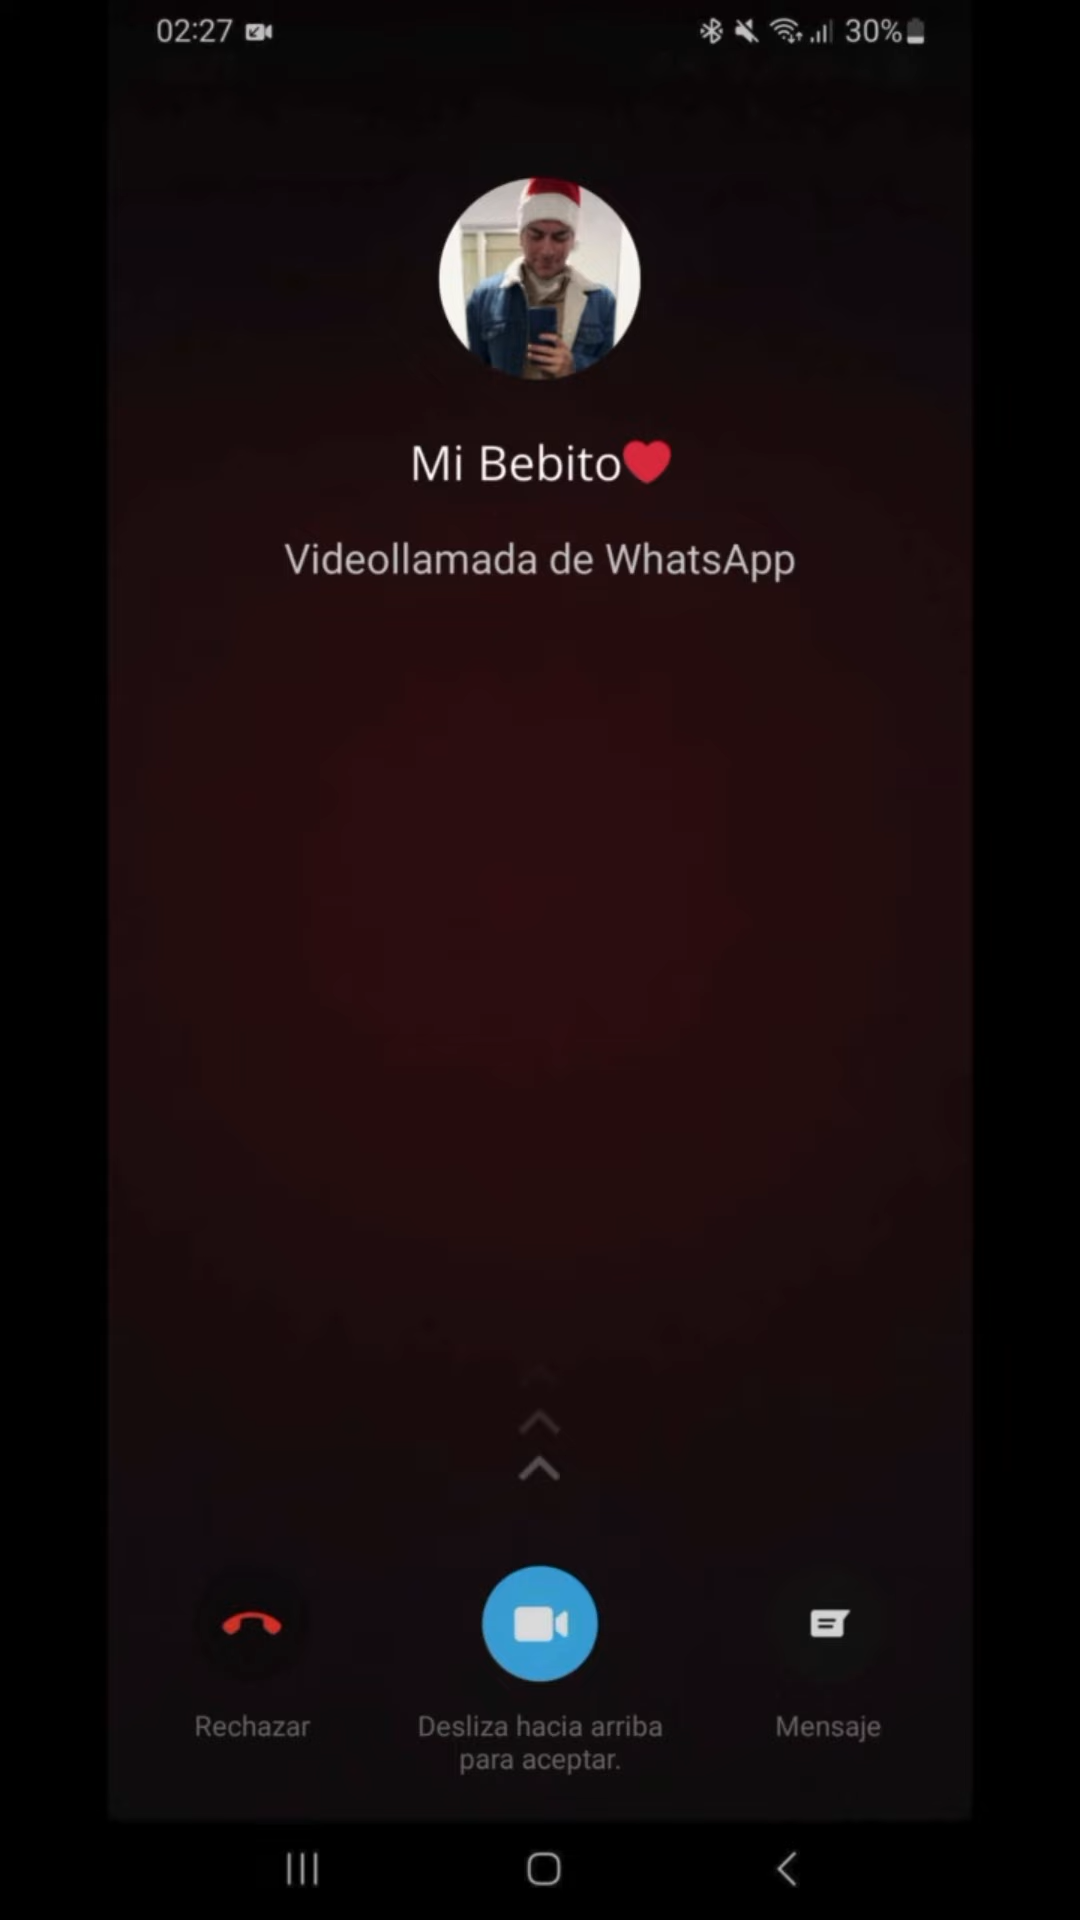 02:27 30%
Mi Bebito❤️
Videollamada de WhatsApp
Rechazar
Desliza hacia arriba
para aceptar.
Mensaje